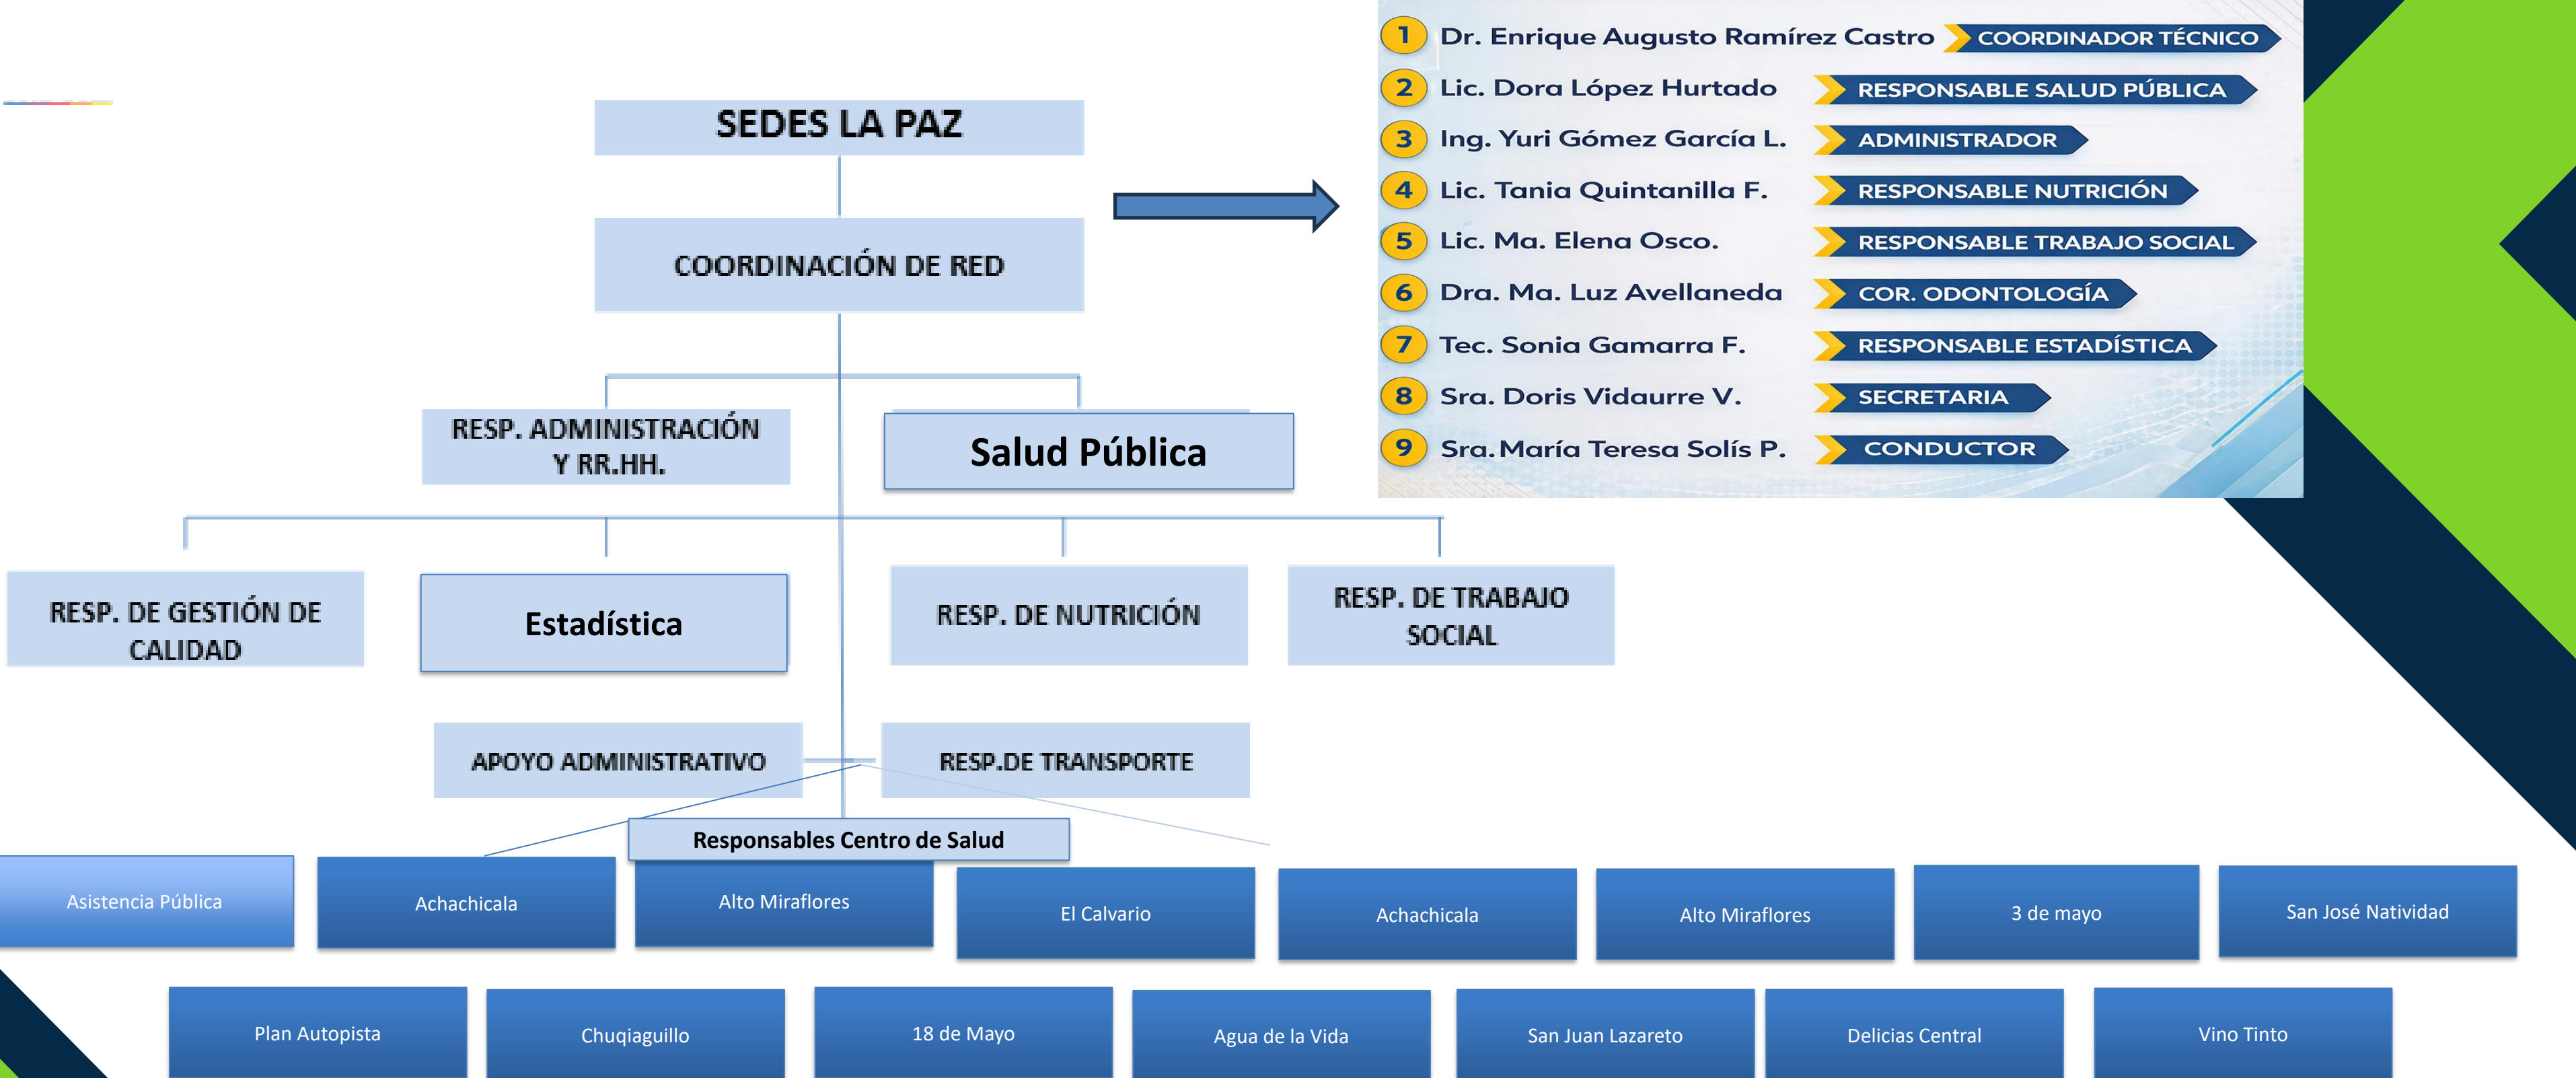 1 Dr. Enrique Augusto Ramírez Castro COORDINADOR TÉCNICO
2 Lic. Dora López Hurtado RESPONSABLE SALUD PÚBLICA
3 Ing. Yuri Gómez García L. ADMINISTRADOR
4 Lic. Tania Quintanilla F. RESPONSABLE NUTRICIÓN
5 Lic. Ma. Elena Osco. RESPONSABLE TRABAJO SOCIAL
6 Dra. Ma. Luz Avellaneda COR. ODONTOLOGÍA
7 Tec. Sonia Gamarra F. RESPONSABLE ESTADÍSTICA
8 Sra. Doris Vidaurre V. SECRETARIA
9 Sra. María Teresa Solís P. CONDUCTOR
SEDES LA PAZ
COORDINACIÓN DE RED
RESP. ADMINISTRACIÓN
Y RR.HH.
Salud Pública
RESP. DE GESTIÓN DE
CALIDAD
Estadística
RESP. DE NUTRICIÓN
RESP. DE TRABAJO
SOCIAL
APOYO ADMINISTRATIVO
RESP.DE TRANSPORTE
Responsables Centro de Salud
Asistencia Pública
Achachicala
Alto Miraflores
El Calvario
Achachicala
Alto Miraflores
3 de mayo
San José Natividad
Plan Autopista
Chuqiaguillo
18 de Mayo
Agua de la Vida
San Juan Lazareto
Delicias Central
Vino Tinto